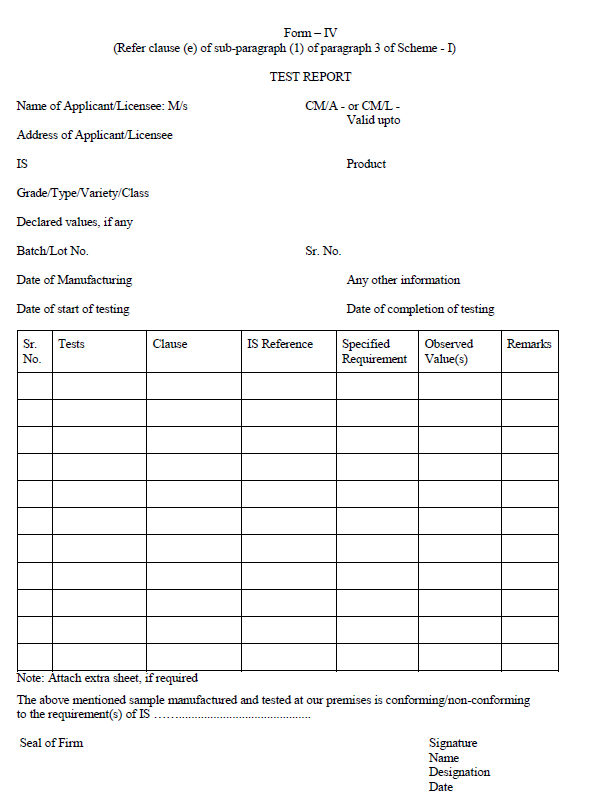 Form – IV
(Refer clause (e) of sub-paragraph (1) of paragraph 3 of Scheme - I)
TEST REPORT
Name of Applicant/Licensee: M/s CM/A - or CM/L -
Valid upto
Address of Applicant/Licensee
IS Product
Grade/Type/Variety/Class
Declared values, if any
Batch/Lot No. Sr. No.
Date of Manufacturing Any other information
Date of start of testing Date of completion of testing
Sr. Tests Clause IS Reference Specified Observed Remarks
No. Requirement Value(s)
Note: Attach extra sheet, if required
The above mentioned sample manufactured and tested at our premises is conforming/non-conforming
to the requirement(s) of IS ……............................................
Seal of Firm Signature
Name
Designation
Date